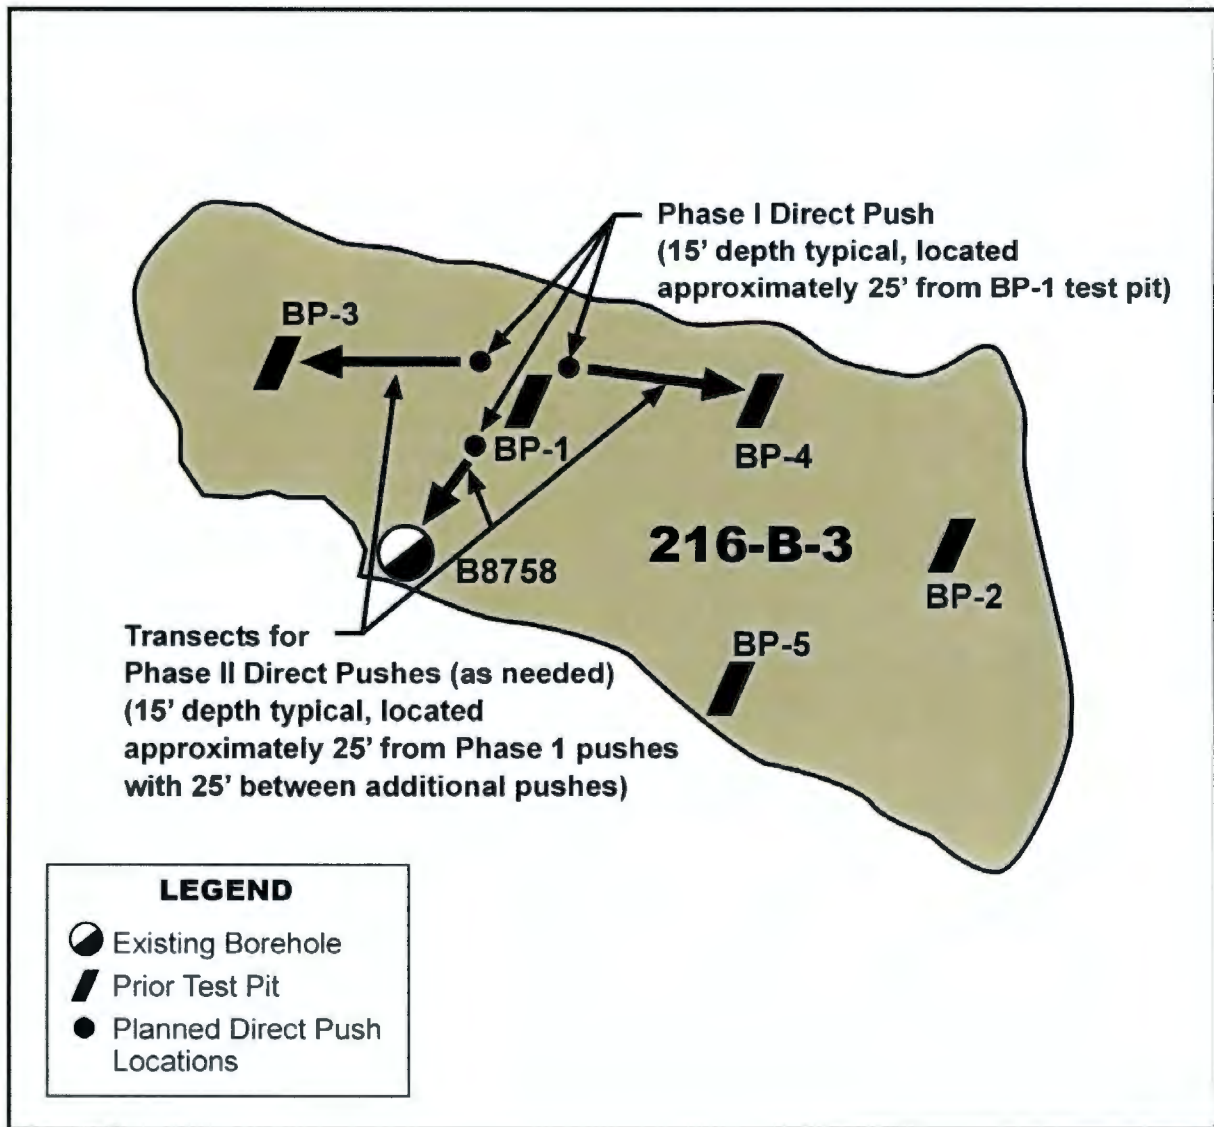 Phase I Direct Push
(15' depth typical, located
approximately 25' from BP-1 test pit)
BP-3
BP-1
BP-4
216-B-3
B8758
BP-2
BP-5
Transects for
Phase II Direct Pushes (as needed)
(15' depth typical, located
approximately 25' from Phase 1 pushes
with 25' between additional pushes)
LEGEND
Existing Borehole
Prior Test Pit
Planned Direct Push
Locations